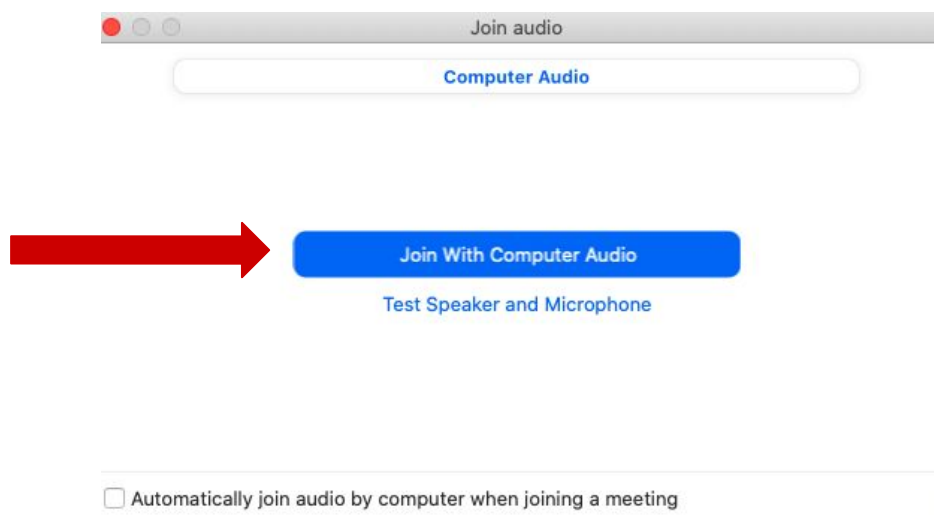 Join audio
Computer Audio
Join With Computer Audio
Test Speaker and Microphone
Automatically join audio by computer when joining a meeting